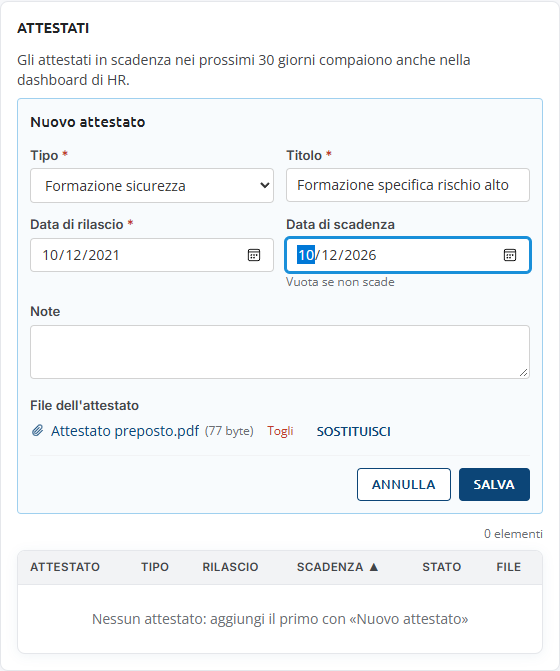 ATTESTATI
Gli attestati in scadenza nei prossimi 30 giorni compaiono anche nella
dashboard di HR.
Nuovo attestato
Tipo * Titolo *
Formazione sicurezza Formazione specifica rischio alto
Data di rilascio * Data di scadenza
10/12/2021 10/12/2026
Vuota se non scade
Note
File dell'attestato
Attestato preposto.pdf (77 byte) Togli SOSTITUISCI
ANNULLA SALVA
0 elementi
ATTESTATO TIPO RILASCIO SCADENZA ▲ STATO FILE
Nessun attestato: aggiungi il primo con «Nuovo attestato»